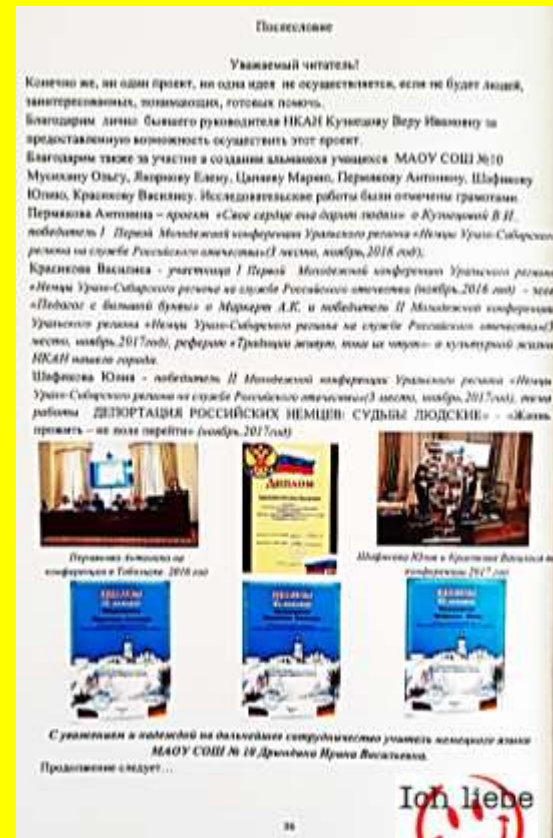 Послесловие
Уважаемый читатель!
Конечно же, ни один проект, ни одна идея не осуществляется, если не будет людей,
заинтересованных, понимающих, готовых помочь.
Благодарим лично бывшего руководителя НКАН Кузнецову Веру Ивановну за
предоставленную возможность осуществить этот проект.
Благодарим также за участие в создании альманаха учащихся МАОУ СОШ №10
Мусихину Ольгу, Якорнову Елену, Цапаеву Марию, Пермякову Антонину, Шафикову
Юлию, Красикову Василису. Исследовательские работы были отмечены грамотами.
Пермякова Антонина – проект «Свое сердце она дарит людям» о Кузнецовой В.И.
победитель I Первой Молодежной конференции Уральского региона «Немцы Урало-Сибирского
региона на службе Российского отечества»(3 место, ноябрь,2016 год),
Красикова Василиса - участница I Первой Молодежной конференции Уральского региона
«Немцы Урало-Сибирского региона на службе Российского отечества (ноябрь,2016 год) - эссе
«Педагог с большой буквы» о Маркерт А.К. и победитель II Молодежной конференции
Уральского региона «Немцы Урало-Сибирского региона на службе Российского отечества»(3
место, ноябрь,2017год), реферат «Традиции живут, пока их чтут»- о культурной жизни
НКАН нашего города.
Шафикова Юлия - победитель II Молодежной конференции Уральского региона «Немцы
Урало-Сибирского региона на службе Российского отечества»(3 место, ноябрь,2017год), тема
работы ДЕПОРТАЦИЯ РОССИЙСКИХ НЕМЦЕВ: СУДЬБЫ ЛЮДСКИЕ» - «Жизнь
прожить – не поле перейти» (ноябрь,2017год)
ДИПЛОМ
Пермякова Антонина на
конференции в Тобольске. 2016 год
Шафикова Юлия и Красикова Василиса на
конференции 2017 год
С уважением и надеждой на дальнейшее сотрудничество учитель немецкого языка
МАОУ СОШ № 10 Дрындина Ирина Васильевна.
Продолжение следует…
Ich liebe
36